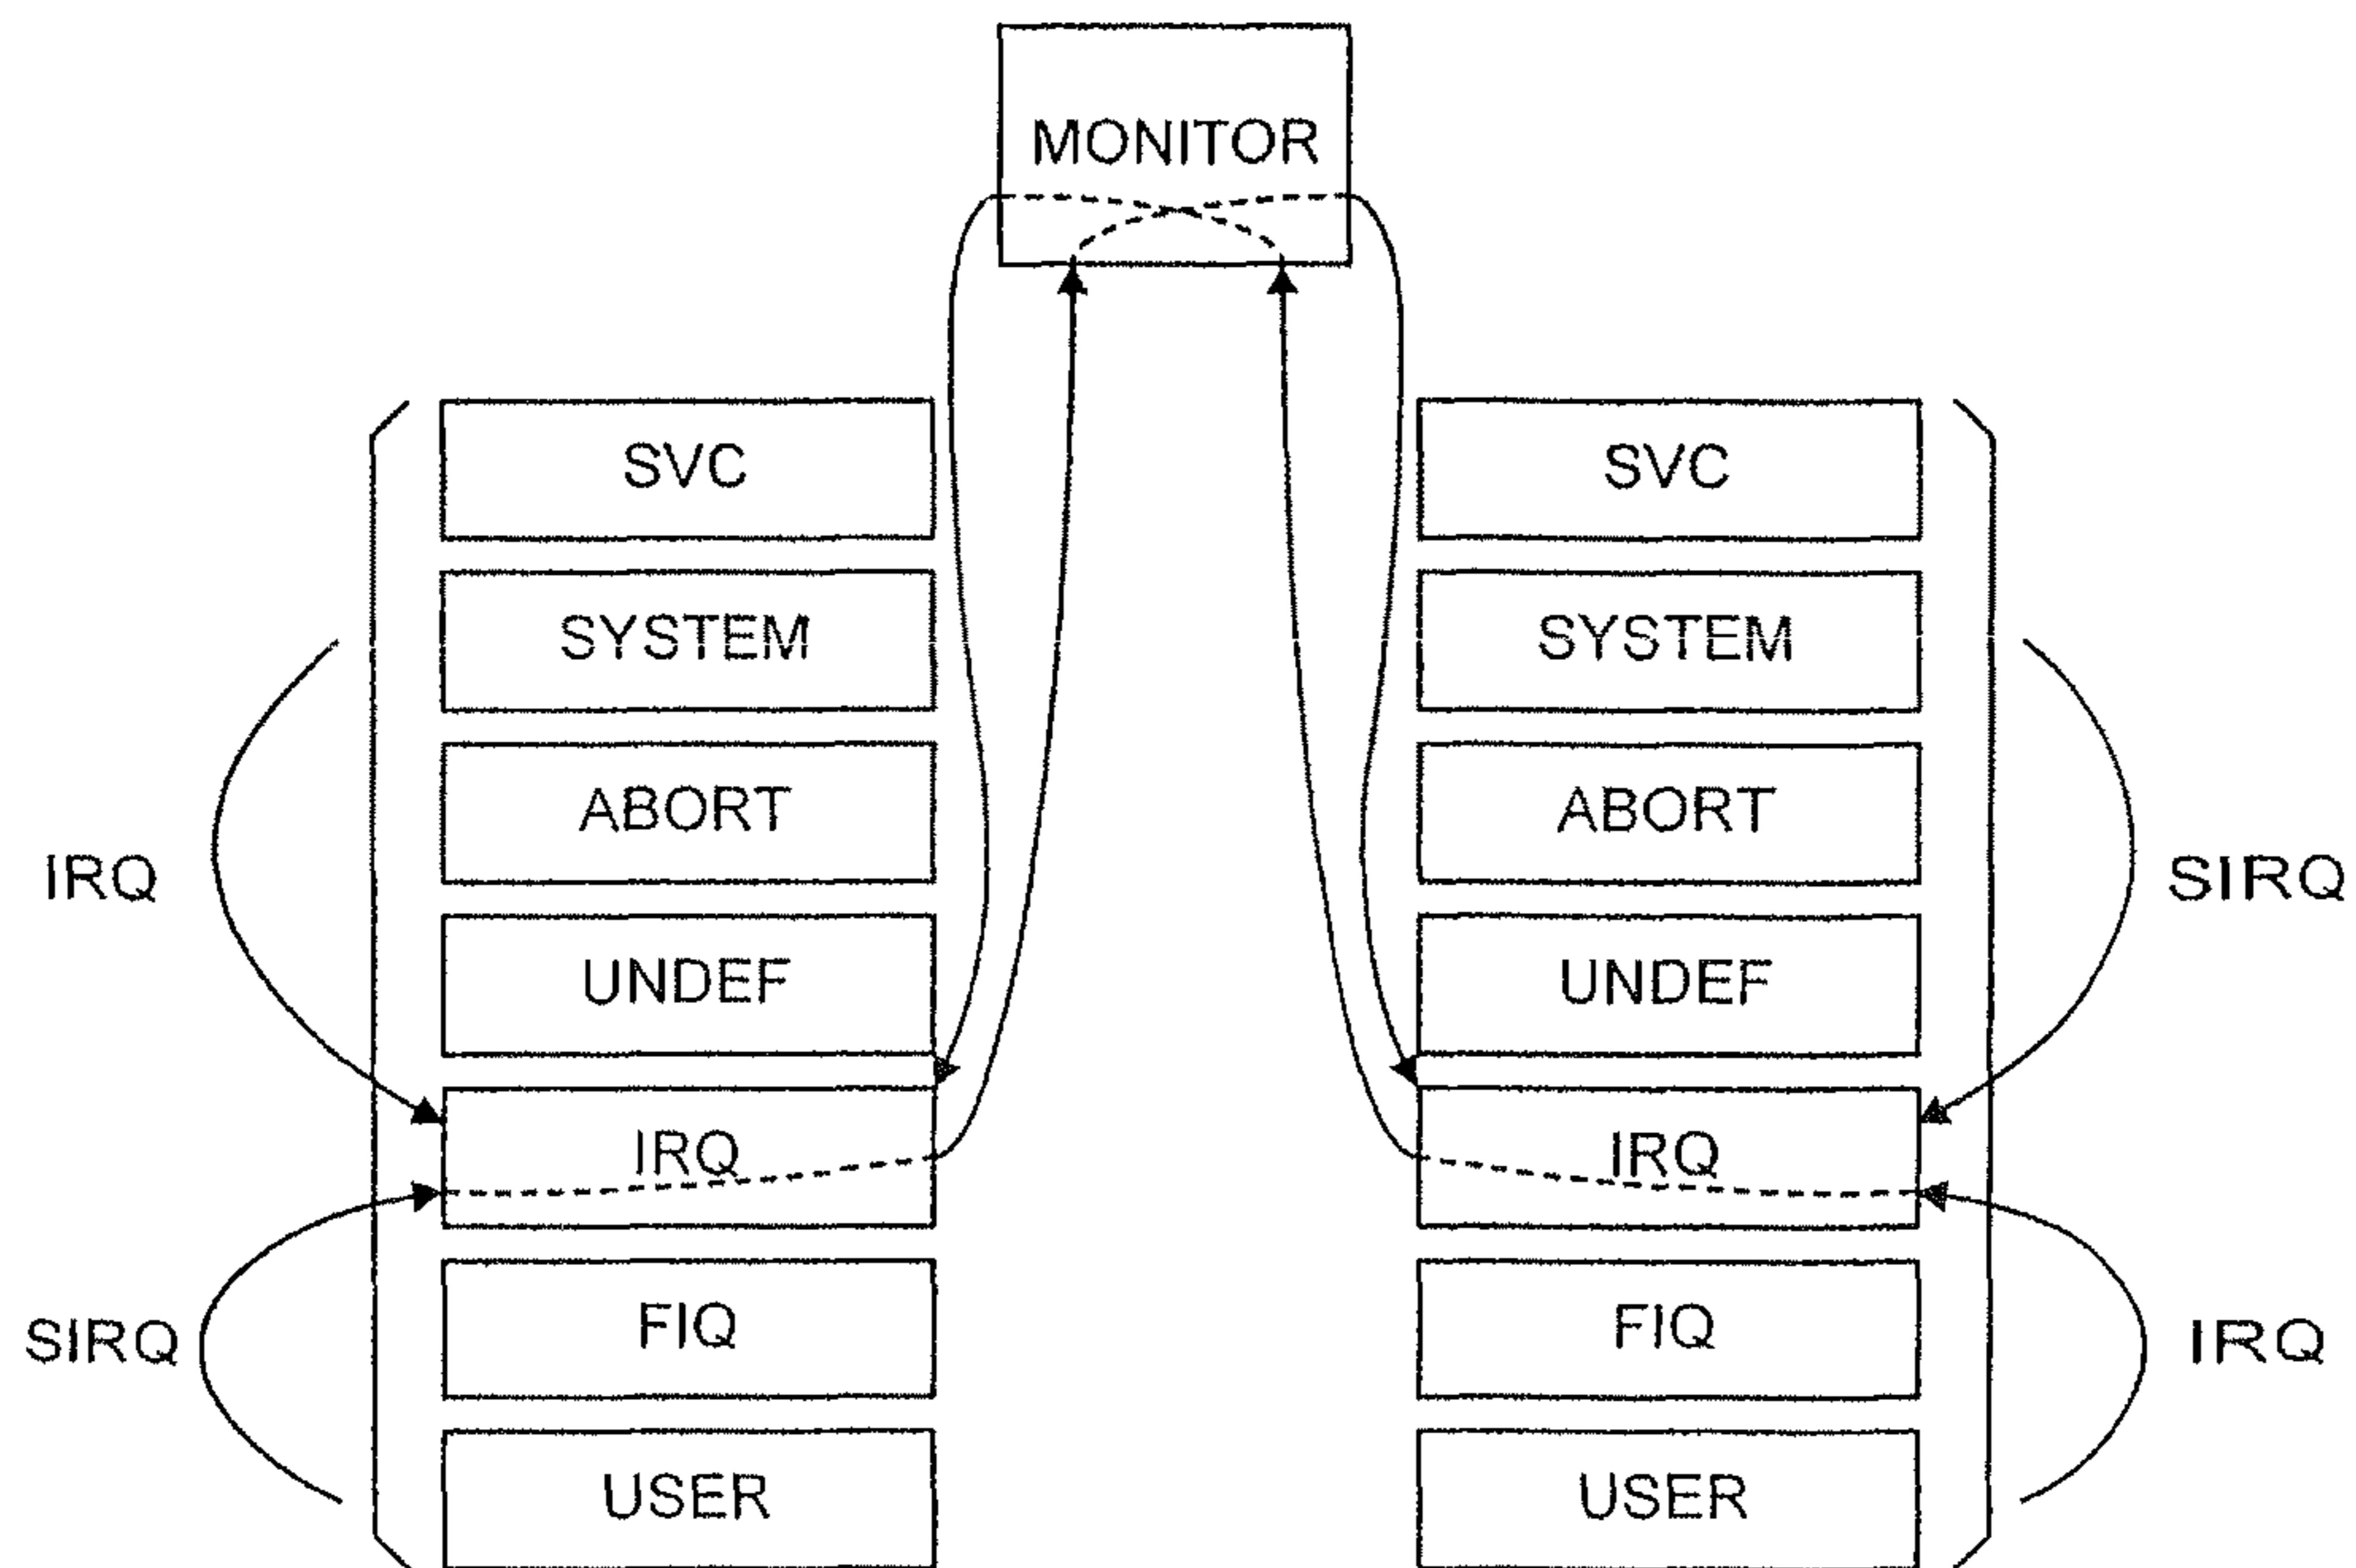 MONITOR
SVC
SVC
SYSTEM
SYSTEM
ABORT
ABORT
IRQ
SIRQ
UNDEF
UNDEF
IRQ
IRQ
FIQ
FIQ
SIRQ
IRQ
USER
USER